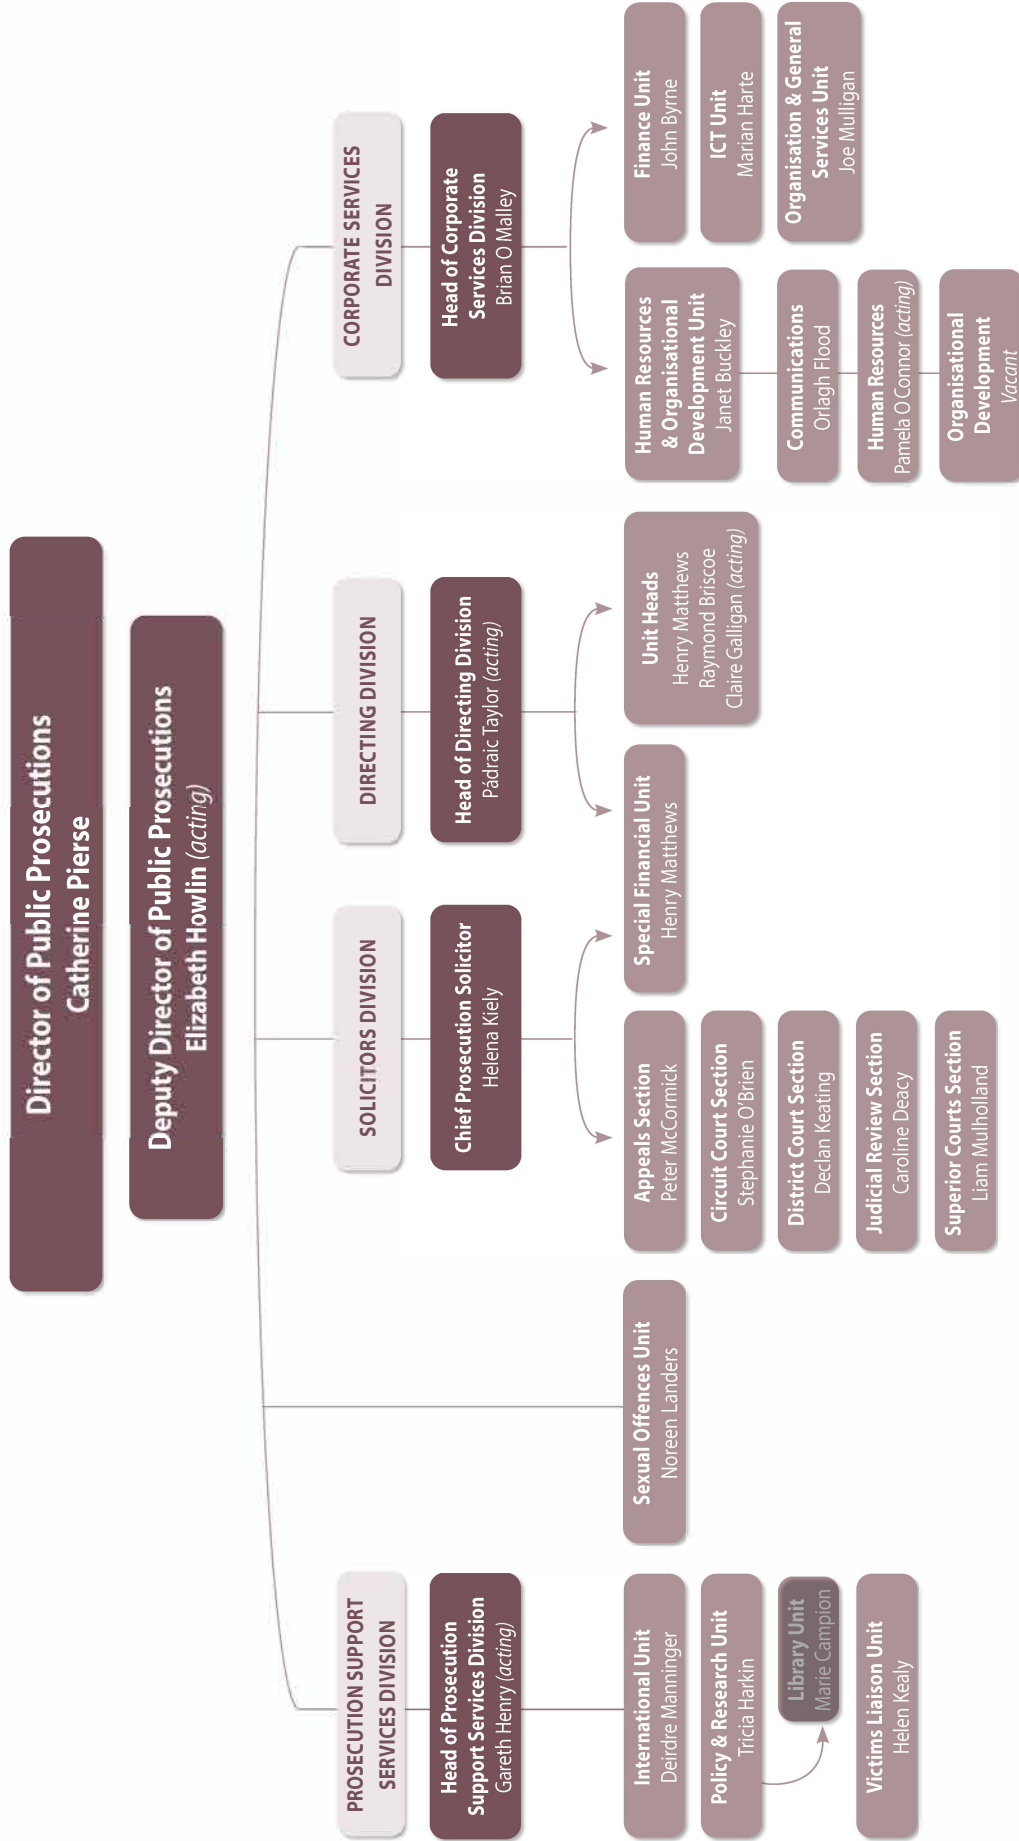 Director of Public Prosecutions
Catherine Pierse
Deputy Director of Public Prosecutions
Elizabeth Howlin (acting)
PROSECUTION SUPPORT
SERVICES DIVISION
Head of Prosecution
Support Services Division
Gareth Henry (acting)
International Unit
Deirdre Manninger
Policy & Research Unit
Tricia Harkin
Library Unit
Marie Campion
Victims Liaison Unit
Helen Kealy
Sexual Offences Unit
Noreen Landers
SOLICITORS DIVISION
Chief Prosecution Solicitor
Helena Kiely
Appeals Section
Peter McCormick
Circuit Court Section
Stephanie O'Brien
District Court Section
Declan Keating
Judicial Review Section
Caroline Deacy
Superior Courts Section
Liam Mulholland
Special Financial Unit
Henry Matthews
DIRECTING DIVISION
Head of Directing Division
Pádraic Taylor (acting)
Unit Heads
Henry Matthews
Raymond Briscoe
Claire Galligan (acting)
CORPORATE SERVICES
DIVISION
Head of Corporate
Services Division
Brian O Malley
Human Resources
& Organisational
Development Unit
Janet Buckley
Communications
Orlagh Flood
Human Resources
Pamela O Connor (acting)
Organisational
Development
Vacant
Finance Unit
John Byrne
ICT Unit
Marian Harte
Organisation & General
Services Unit
Joe Mulligan